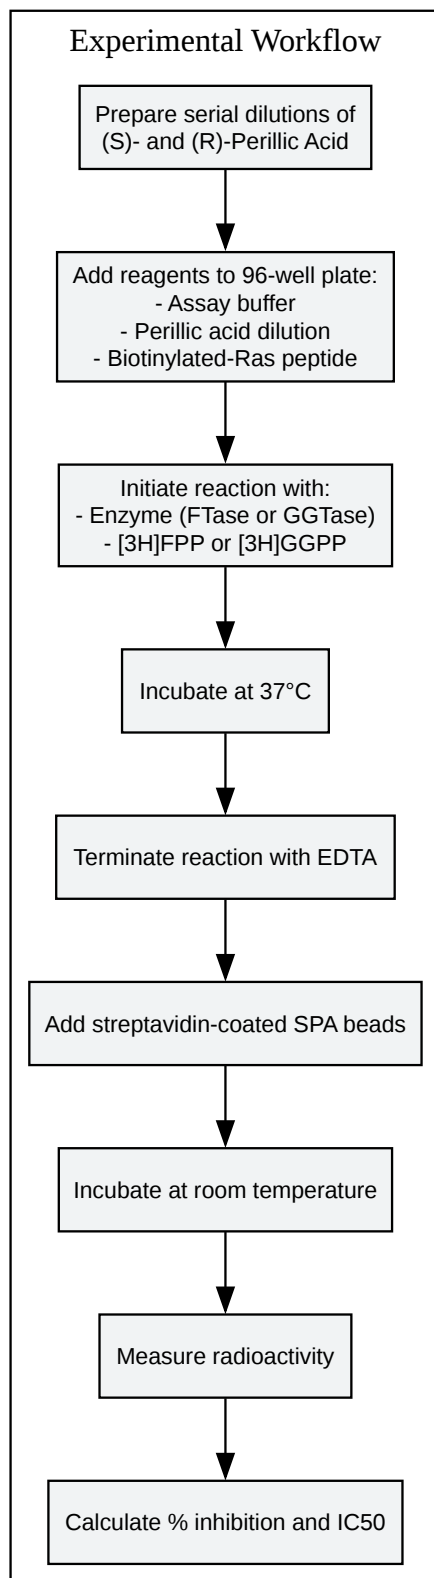 Experimental Workflow
Prepare serial dilutions of
(S)- and (R)-Perillic Acid
Add reagents to 96-well plate:
- Assay buffer
- Perillic acid dilution
- Biotinylated-Ras peptide
Initiate reaction with:
- Enzyme (FTase or GGTase)
- [3H]FPP or [3H]GGPP
Incubate at 37°C
Terminate reaction with EDTA
Add streptavidin-coated SPA beads
Incubate at room temperature
Measure radioactivity
Calculate % inhibition and IC50